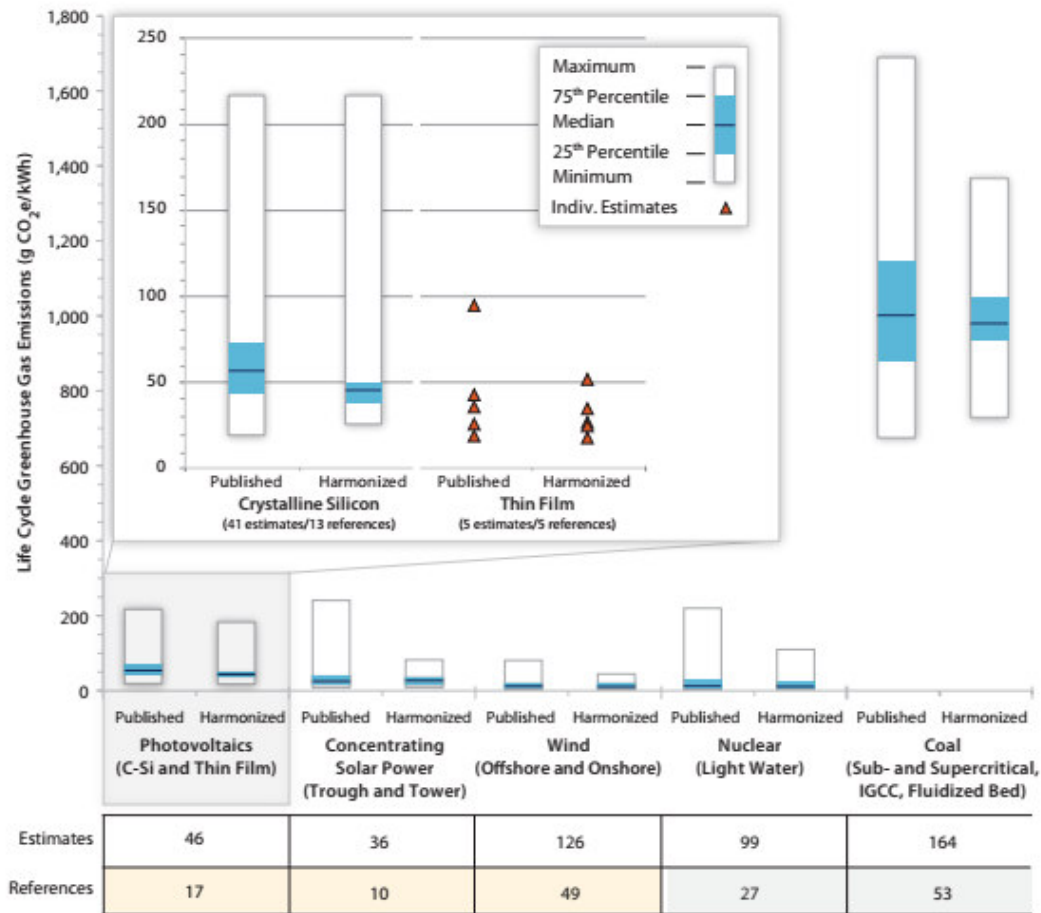 Life Cycle Greenhouse Gas Emissions (g CO2e/kWh)
1,800
1,600
1,400
1,200
1,000
800
600
400
200
0
250
200
150
100
50
0
Maximum
75th Percentile
Median
25th Percentile
Minimum
Indiv. Estimates
Published Harmonized Published Harmonized
Crystalline Silicon
(41 estimates/13 references)
Thin Film
(5 estimates/5 references)
Published Harmonized Published Harmonized Published Harmonized Published Harmonized Published Harmonized
Photovoltaics
(C-Si and Thin Film)
Concentrating
Solar Power
(Trough and Tower)
Wind
(Offshore and Onshore)
Nuclear
(Light Water)
Coal
(Sub- and Supercritical,
IGCC, Fluidized Bed)
Estimates 46 36 126 99 164
References 17 10 49 27 53